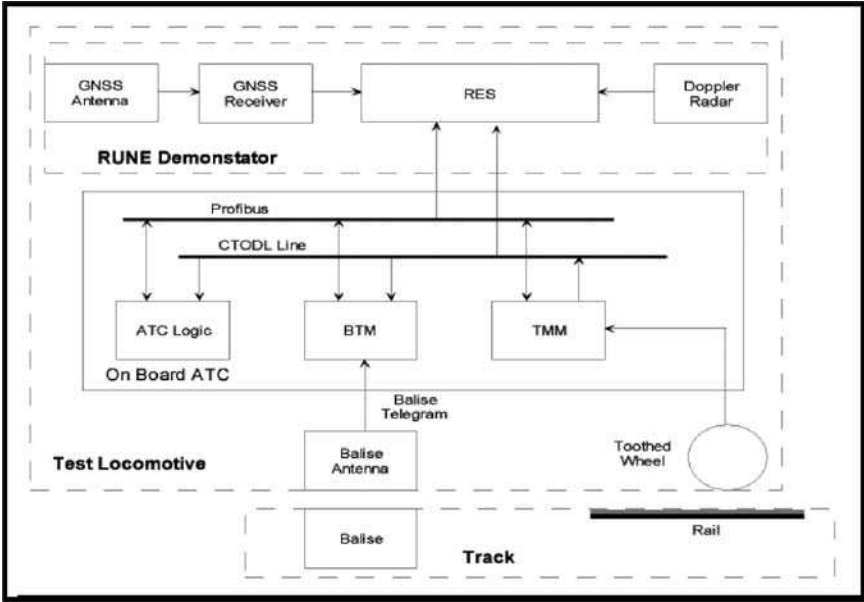 GNSS
Antenna
GNSS
Receiver
RES
Doppler
Radar
RUNE Demonstator
Profibus
CTODL Line
ATC Logic
BTM
TMM
On Board ATC
Balise
Telegram
Test Locomotive
Balise
Antenna
Toothed
Wheel
Balise
Track
Rail